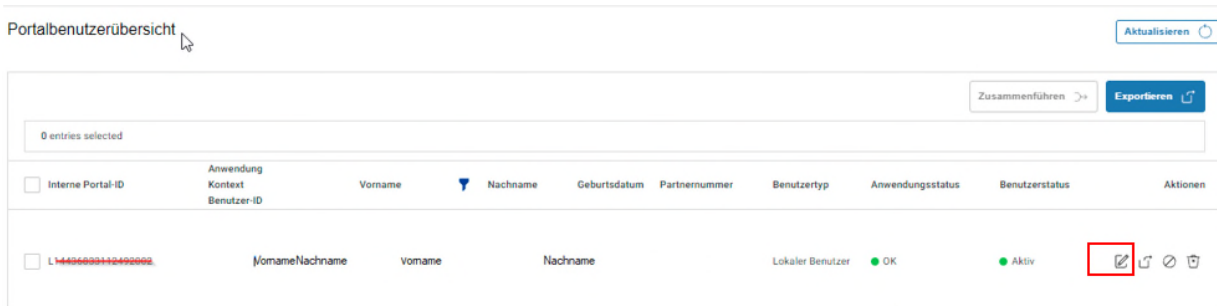 Portalbenutzerübersicht
Aktualisieren
Zusammenführen
Exportieren
0 entries selected
Interne Portal-ID
Anwendung
Kontext
Benutzer-ID
Vorname
Nachname
Geburtsdatum
Partnernummer
Benutzertyp
Anwendungsstatus
Benutzerstatus
Aktionen
VornameNachname
Vorname
Nachname
Lokaler Benutzer
OK
Aktiv